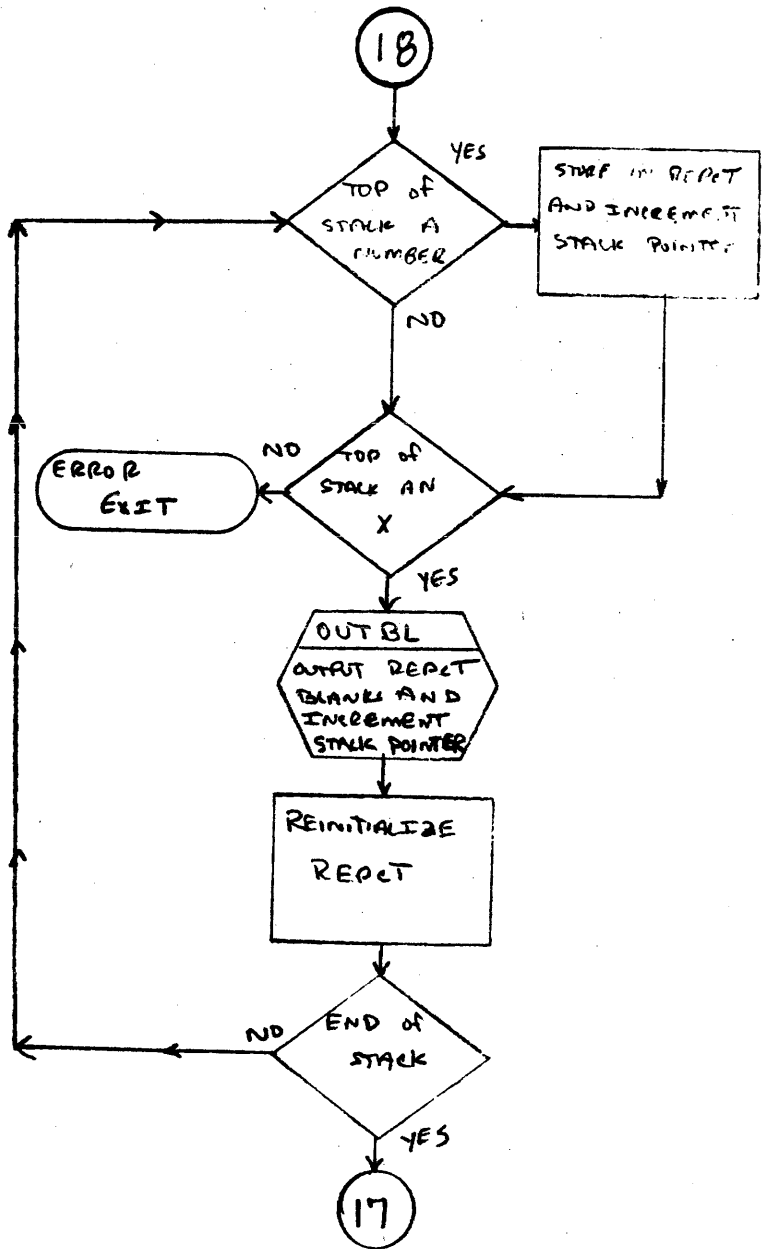 18
YES
TOP of
STACK A
NUMBER
STORE IN REPCT
AND INCREMENT
STACK POINTER
NO
NO
TOP of
STACK AN
X
ERROR
EXIT
YES
OUTBL
OUTPUT REPCT
BLANKS AND
INCREMENT
STACK POINTER
REINITIALIZE
REPCT
NO
END of
STACK
YES
17